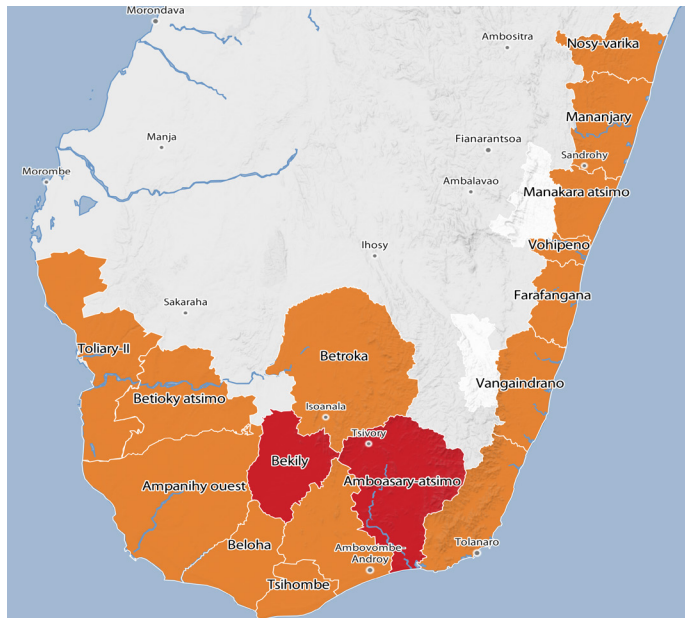 Morondava
Ambositra
Nosy-varika
Mananjary
Manja
Fianarantsoa
Sandrohy
Morombe
Ambalavao
Manakara atsimo
Ihosy
Vohipeno
Sakaraha
Farafangana
Toliary-II
Betroka
Vangaindrano
Betioky atsimo
Isoanala
Tsivory
Bekily
Ampanihy ouest
Amboasary-atsimo
Beloha
Ambovombe-
Androy
Tolanaro
Tsihombe